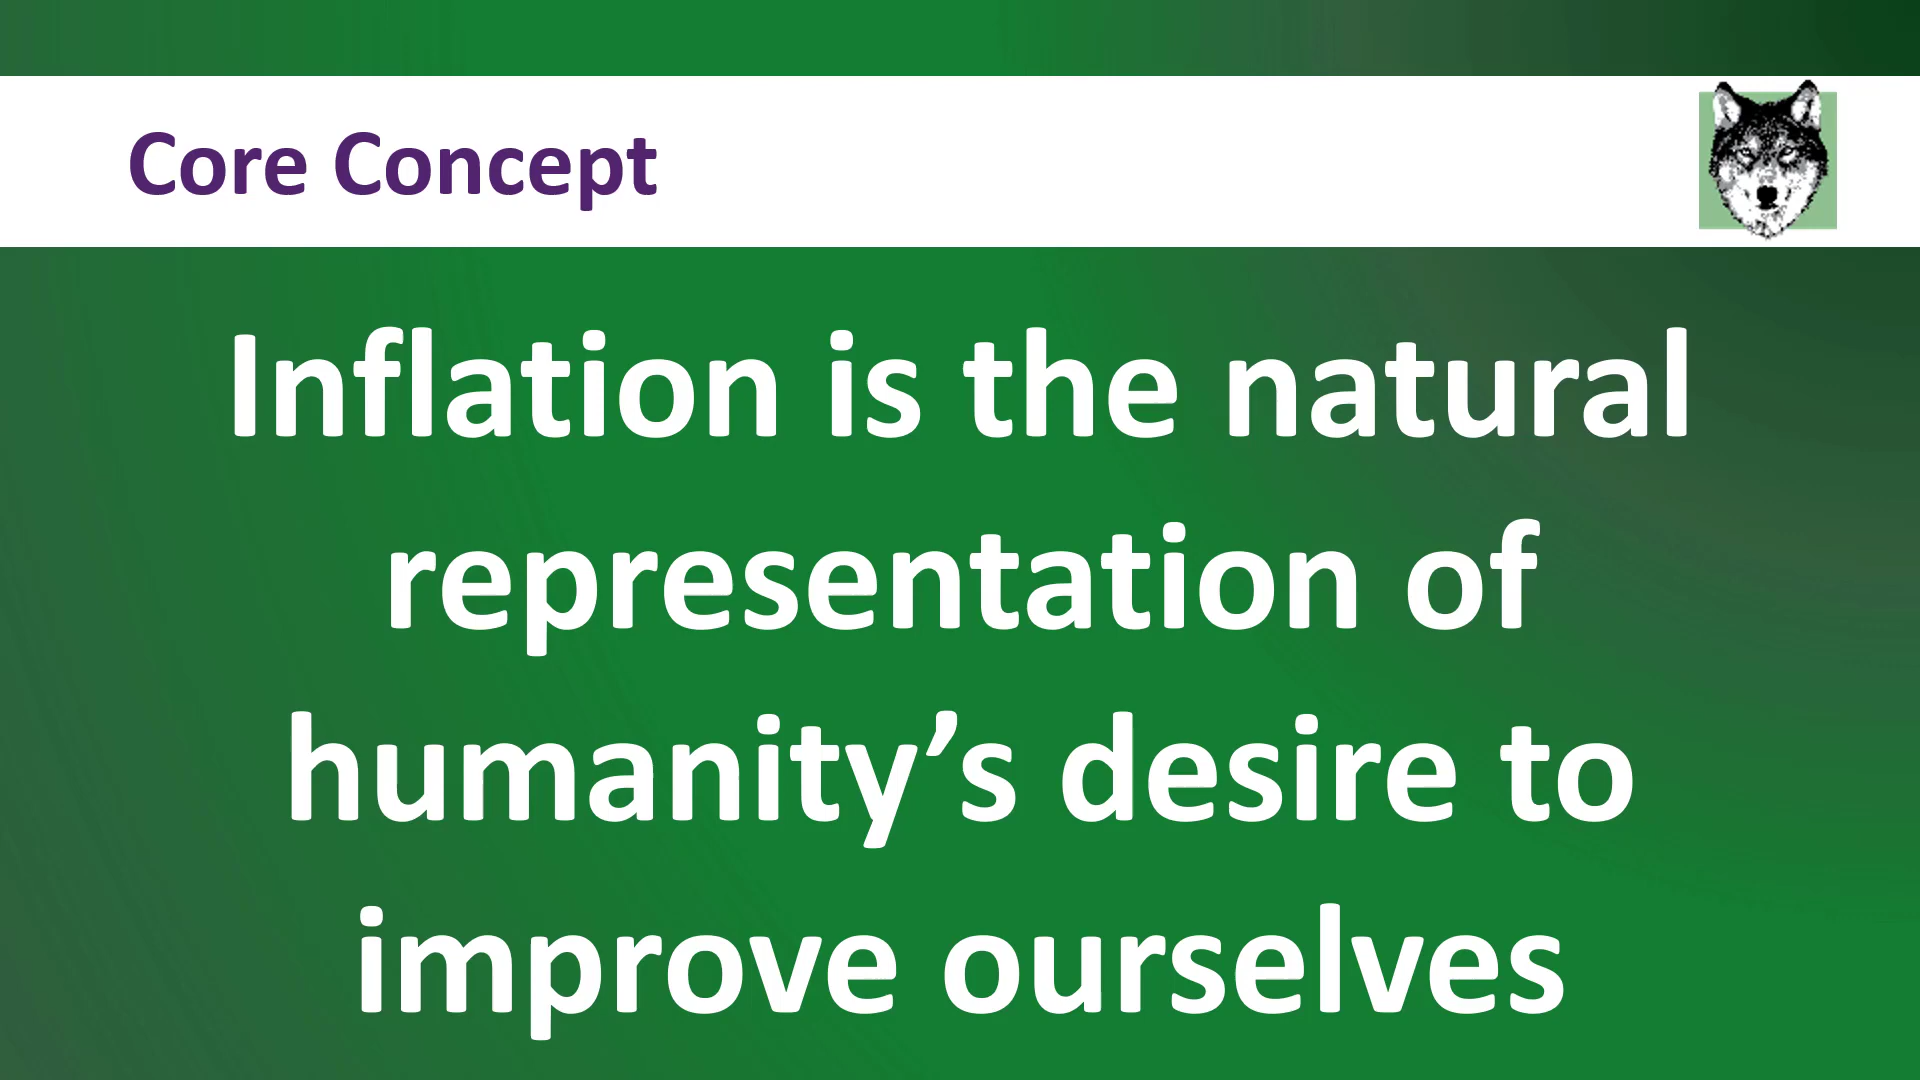 Core Concept
Inflation is the natural
representation of
humanity’s desire to
improve ourselves